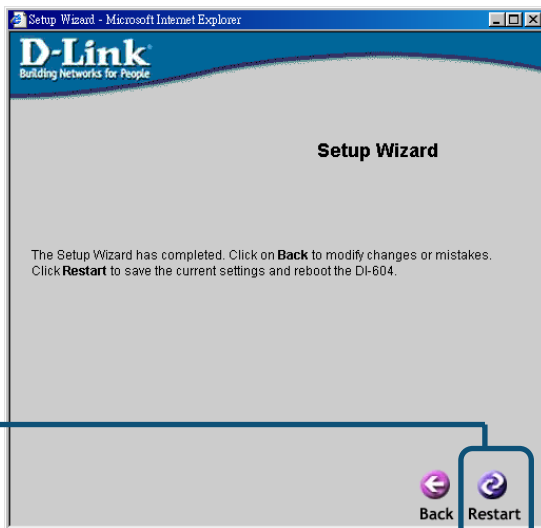 Setup Wizard - Microsoft Internet Explorer
D-Link
Building Networks for People
Setup Wizard
The Setup Wizard has completed. Click on Back to modify changes or mistakes.
Click Restart to save the current settings and reboot the DI-604.
Back Restart